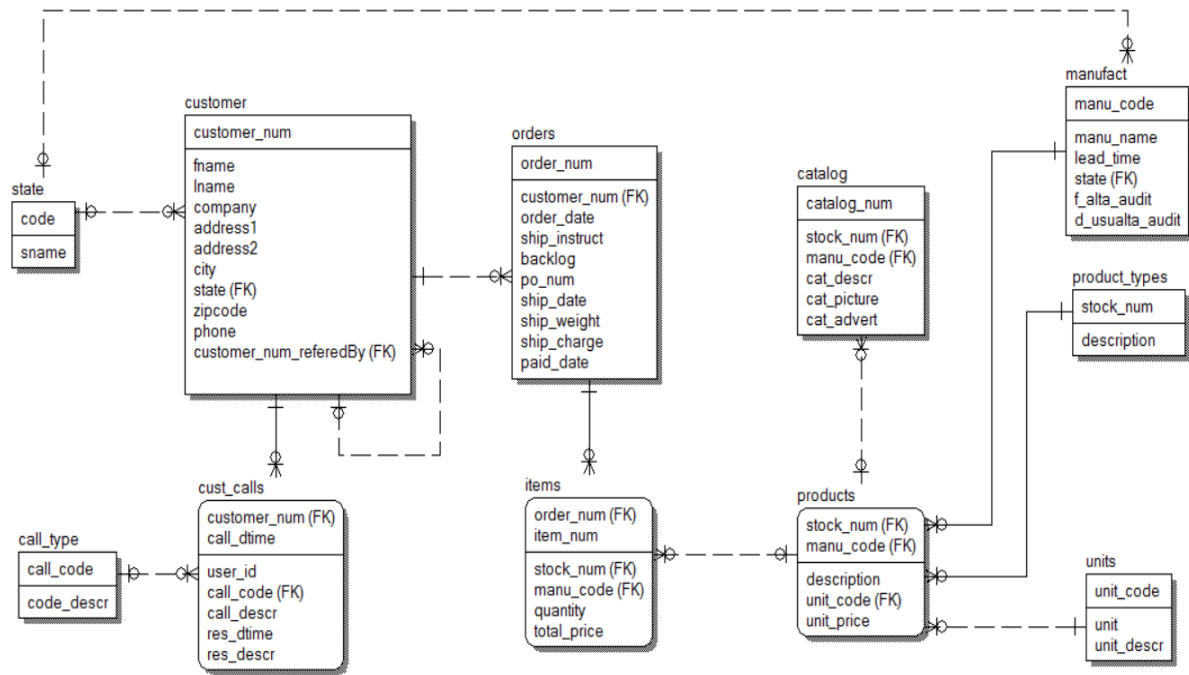 customer
customer_num
fname
lname
company
address1
address2
city
state (FK)
zipcode
phone
customer_num_referedBy (FK)
orders
order_num
customer_num (FK)
order_date
ship_instruct
backlog
po_num
ship_date
ship_weight
ship_charge
paid_date
manufact
manu_code
manu_name
lead_time
state (FK)
f_alta_audit
d_usualta_audit
state
code
sname
catalog
catalog_num
stock_num (FK)
manu_code (FK)
cat_descr
cat_picture
cat_advert
product_types
stock_num
description
cust_calls
customer_num (FK)
call_dtime
user_id
call_code (FK)
call_descr
res_dtime
res_descr
call_type
call_code
code_descr
items
order_num (FK)
item_num
stock_num (FK)
manu_code (FK)
quantity
total_price
products
stock_num (FK)
manu_code (FK)
description
unit_code (FK)
unit_price
units
unit_code
unit
unit_descr